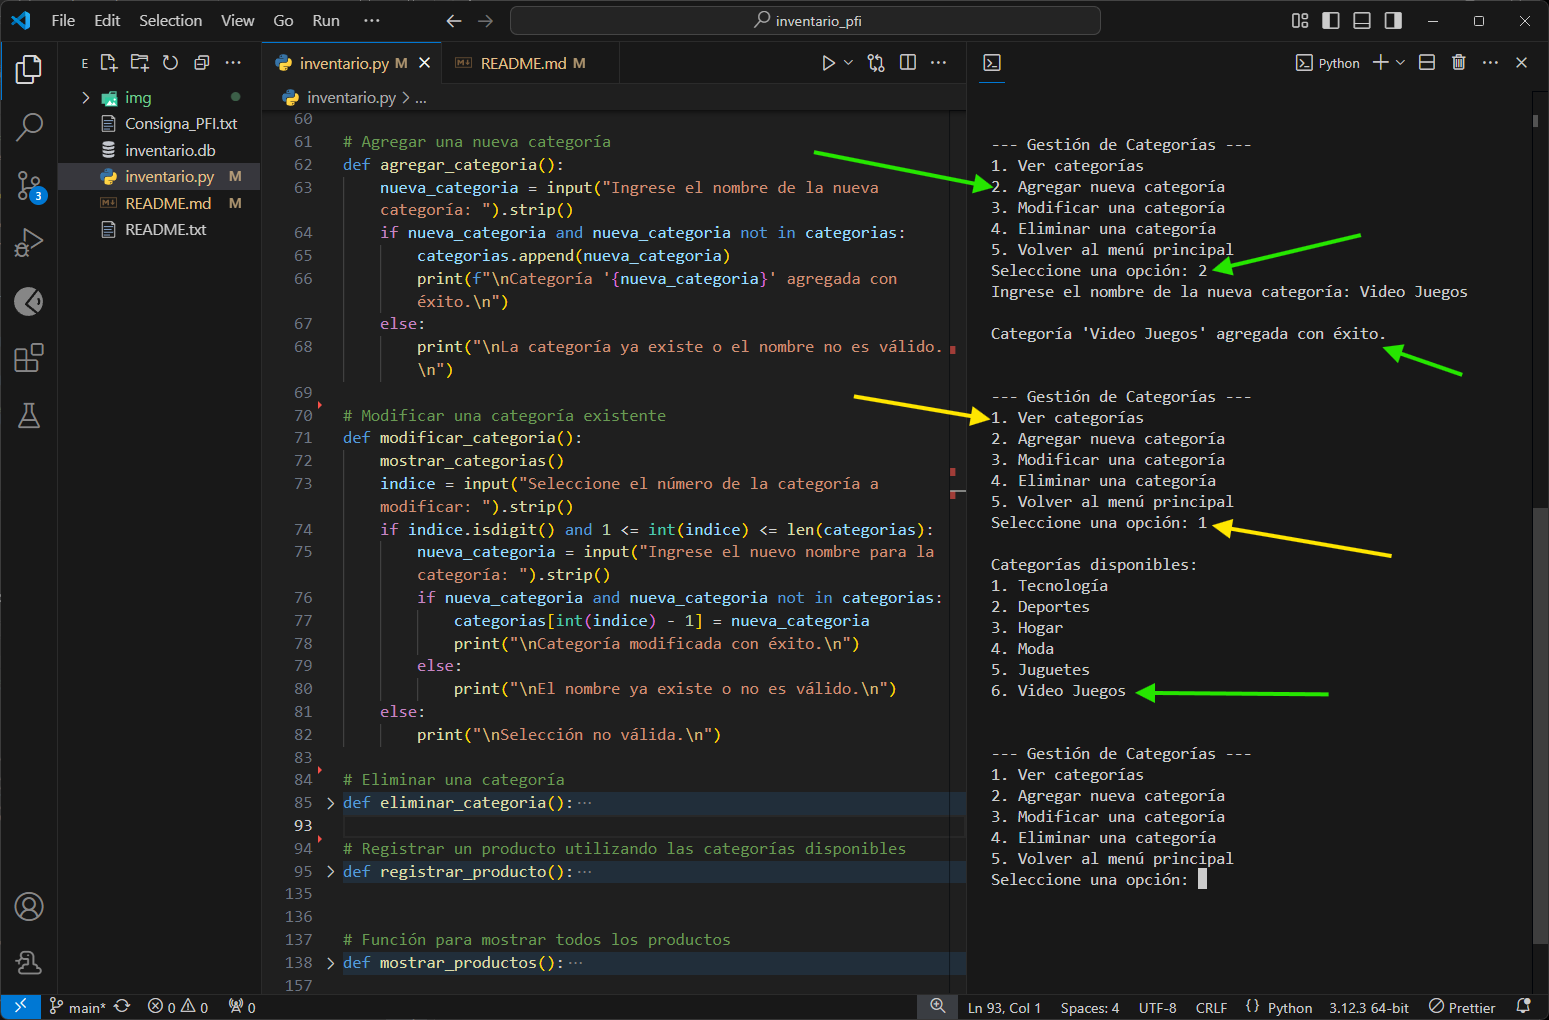 File Edit Selection View Go Run ···
inventario_pfi
E
img
Consigna_PFI.txt
inventario.db
inventario.py M
README.md M
README.txt
3
inventario.py M
README.md M
inventario.py > ...
60
61 # Agregar una nueva categoría
62 def agregar_categoria():
63 nueva_categoria = input("Ingrese el nombre de la nueva
categoría: ").strip()
64 if nueva_categoria and nueva_categoria not in categorias:
65 categorias.append(nueva_categoria)
66 print(f"\nCategoría '{nueva_categoria}' agregada con
éxito.\n")
67 else:
68 print("\nLa categoría ya existe o el nombre no es válido.
\n")
69
70 # Modificar una categoría existente
71 def modificar_categoria():
72 mostrar_categorias()
73 indice = input("Seleccione el número de la categoría a
modificar: ").strip()
74 if indice.isdigit() and 1 <= int(indice) <= len(categorias):
75 nueva_categoria = input("Ingrese el nuevo nombre para la
categoría: ").strip()
76 if nueva_categoria and nueva_categoria not in categorias:
77 categorias[int(indice) - 1] = nueva_categoria
78 print("\nCategoría modificada con éxito.\n")
79 else:
80 print("\nEl nombre ya existe o no es válido.\n")
81 else:
82 print("\nSelección no válida.\n")
83
84 # Eliminar una categoría
85 def eliminar_categoria():···
93
94 # Registrar un producto utilizando las categorías disponibles
95 def registrar_producto():···
135
136
137 # Función para mostrar todos los productos
138 def mostrar_productos():···
157
Python
--- Gestión de Categorías ---
1. Ver categorías
2. Agregar nueva categoría
3. Modificar una categoría
4. Eliminar una categoría
5. Volver al menú principal
Seleccione una opción: 2
Ingrese el nombre de la nueva categoría: Video Juegos
Categoría 'Video Juegos' agregada con éxito.
--- Gestión de Categorías ---
1. Ver categorías
2. Agregar nueva categoría
3. Modificar una categoría
4. Eliminar una categoría
5. Volver al menú principal
Seleccione una opción: 1
Categorías disponibles:
1. Tecnología
2. Deportes
3. Hogar
4. Moda
5. Juguetes
6. Video Juegos
--- Gestión de Categorías ---
1. Ver categorías
2. Agregar nueva categoría
3. Modificar una categoría
4. Eliminar una categoría
5. Volver al menú principal
Seleccione una opción:
main* 0 0 0 Ln 93, Col 1 Spaces: 4 UTF-8 CRLF {} Python 3.12.3 64-bit Prettier